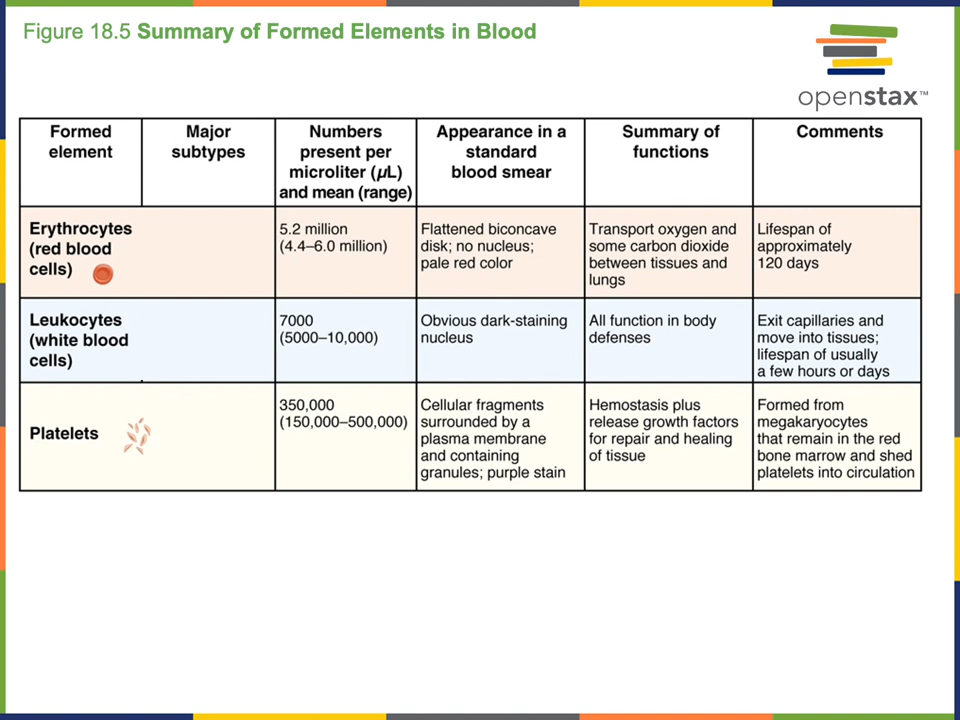 Figure 18.5 Summary of Formed Elements in Blood
openstax™
Formed
element
Major
subtypes
Numbers
present per
microliter (µL)
and mean (range)
Appearance in a
standard
blood smear
Summary of
functions
Comments
Erythrocytes
(red blood
cells)
5.2 million
(4.4–6.0 million)
Flattened biconcave
disk; no nucleus;
pale red color
Transport oxygen and
some carbon dioxide
between tissues and
lungs
Lifespan of
approximately
120 days
Leukocytes
(white blood
cells)
7000
(5000–10,000)
Obvious dark-staining
nucleus
All function in body
defenses
Exit capillaries and
move into tissues;
lifespan of usually
a few hours or days
Platelets
350,000
(150,000–500,000)
Cellular fragments
surrounded by a
plasma membrane
and containing
granules; purple stain
Hemostasis plus
release growth factors
for repair and healing
of tissue
Formed from
megakaryocytes
that remain in the red
bone marrow and shed
platelets into circulation